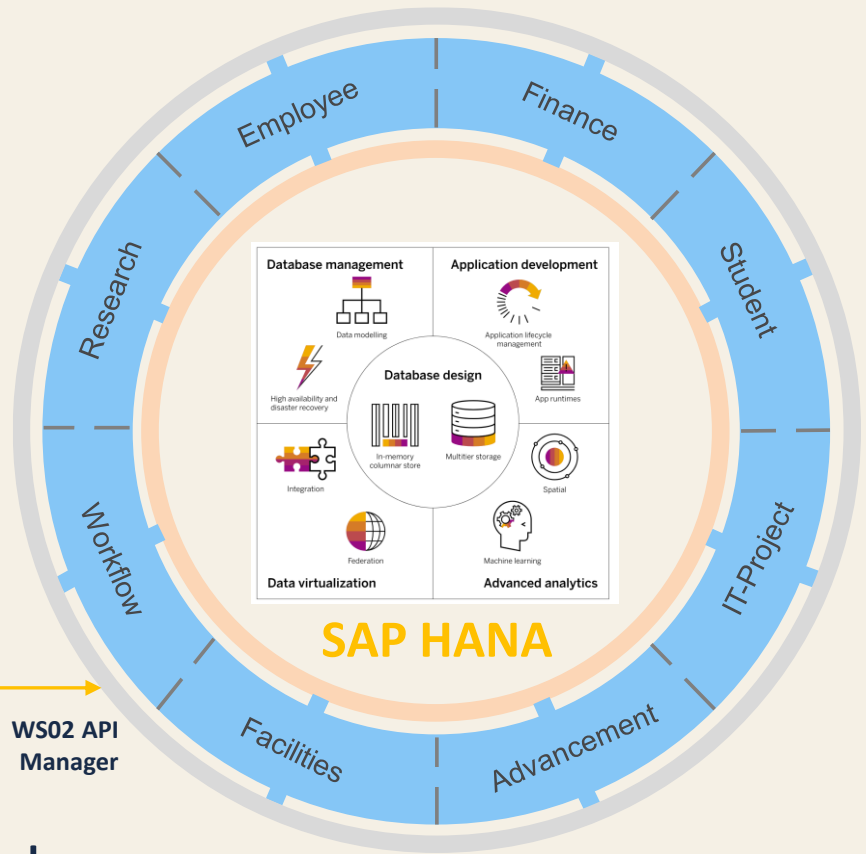 Employee
Finance
Research
Student
Database management
Application development
Data modelling
Application lifecycle
management
High availability and
disaster recovery
App runtimes
Database design
In-memory
columnar store
Multitier storage
Integration
Spatial
Federation
Machine learning
Data virtualization
Advanced analytics
SAP HANA
Workflow
IT-Project
Facilities
Advancement
WS02 API
Manager